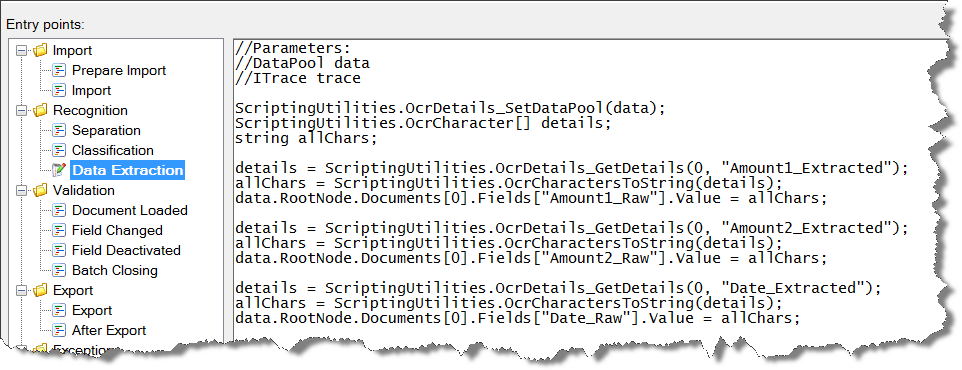 Entry points:
Import
Prepare Import
Import
Recognition
Separation
Classification
Data Extraction
Validation
Document Loaded
Field Changed
Field Deactivated
Batch Closing
Export
Export
After Export
Exception
//Parameters:
//DataPool data
//ITrace trace
ScriptingUtilities.OcrDetails_SetDataPool(data);
ScriptingUtilities.OcrCharacter[] details;
string allChars;
details = ScriptingUtilities.OcrDetails_GetDetails(0, "Amount1_Extracted");
allChars = ScriptingUtilities.OcrCharactersToString(details);
data.RootNode.Documents[0].Fields["Amount1_Raw"].Value = allChars;
details = ScriptingUtilities.OcrDetails_GetDetails(0, "Amount2_Extracted");
allChars = ScriptingUtilities.OcrCharactersToString(details);
data.RootNode.Documents[0].Fields["Amount2_Raw"].Value = allChars;
details = ScriptingUtilities.OcrDetails_GetDetails(0, "Date_Extracted");
allChars = ScriptingUtilities.OcrCharactersToString(details);
data.RootNode.Documents[0].Fields["Date_Raw"].Value = allChars;